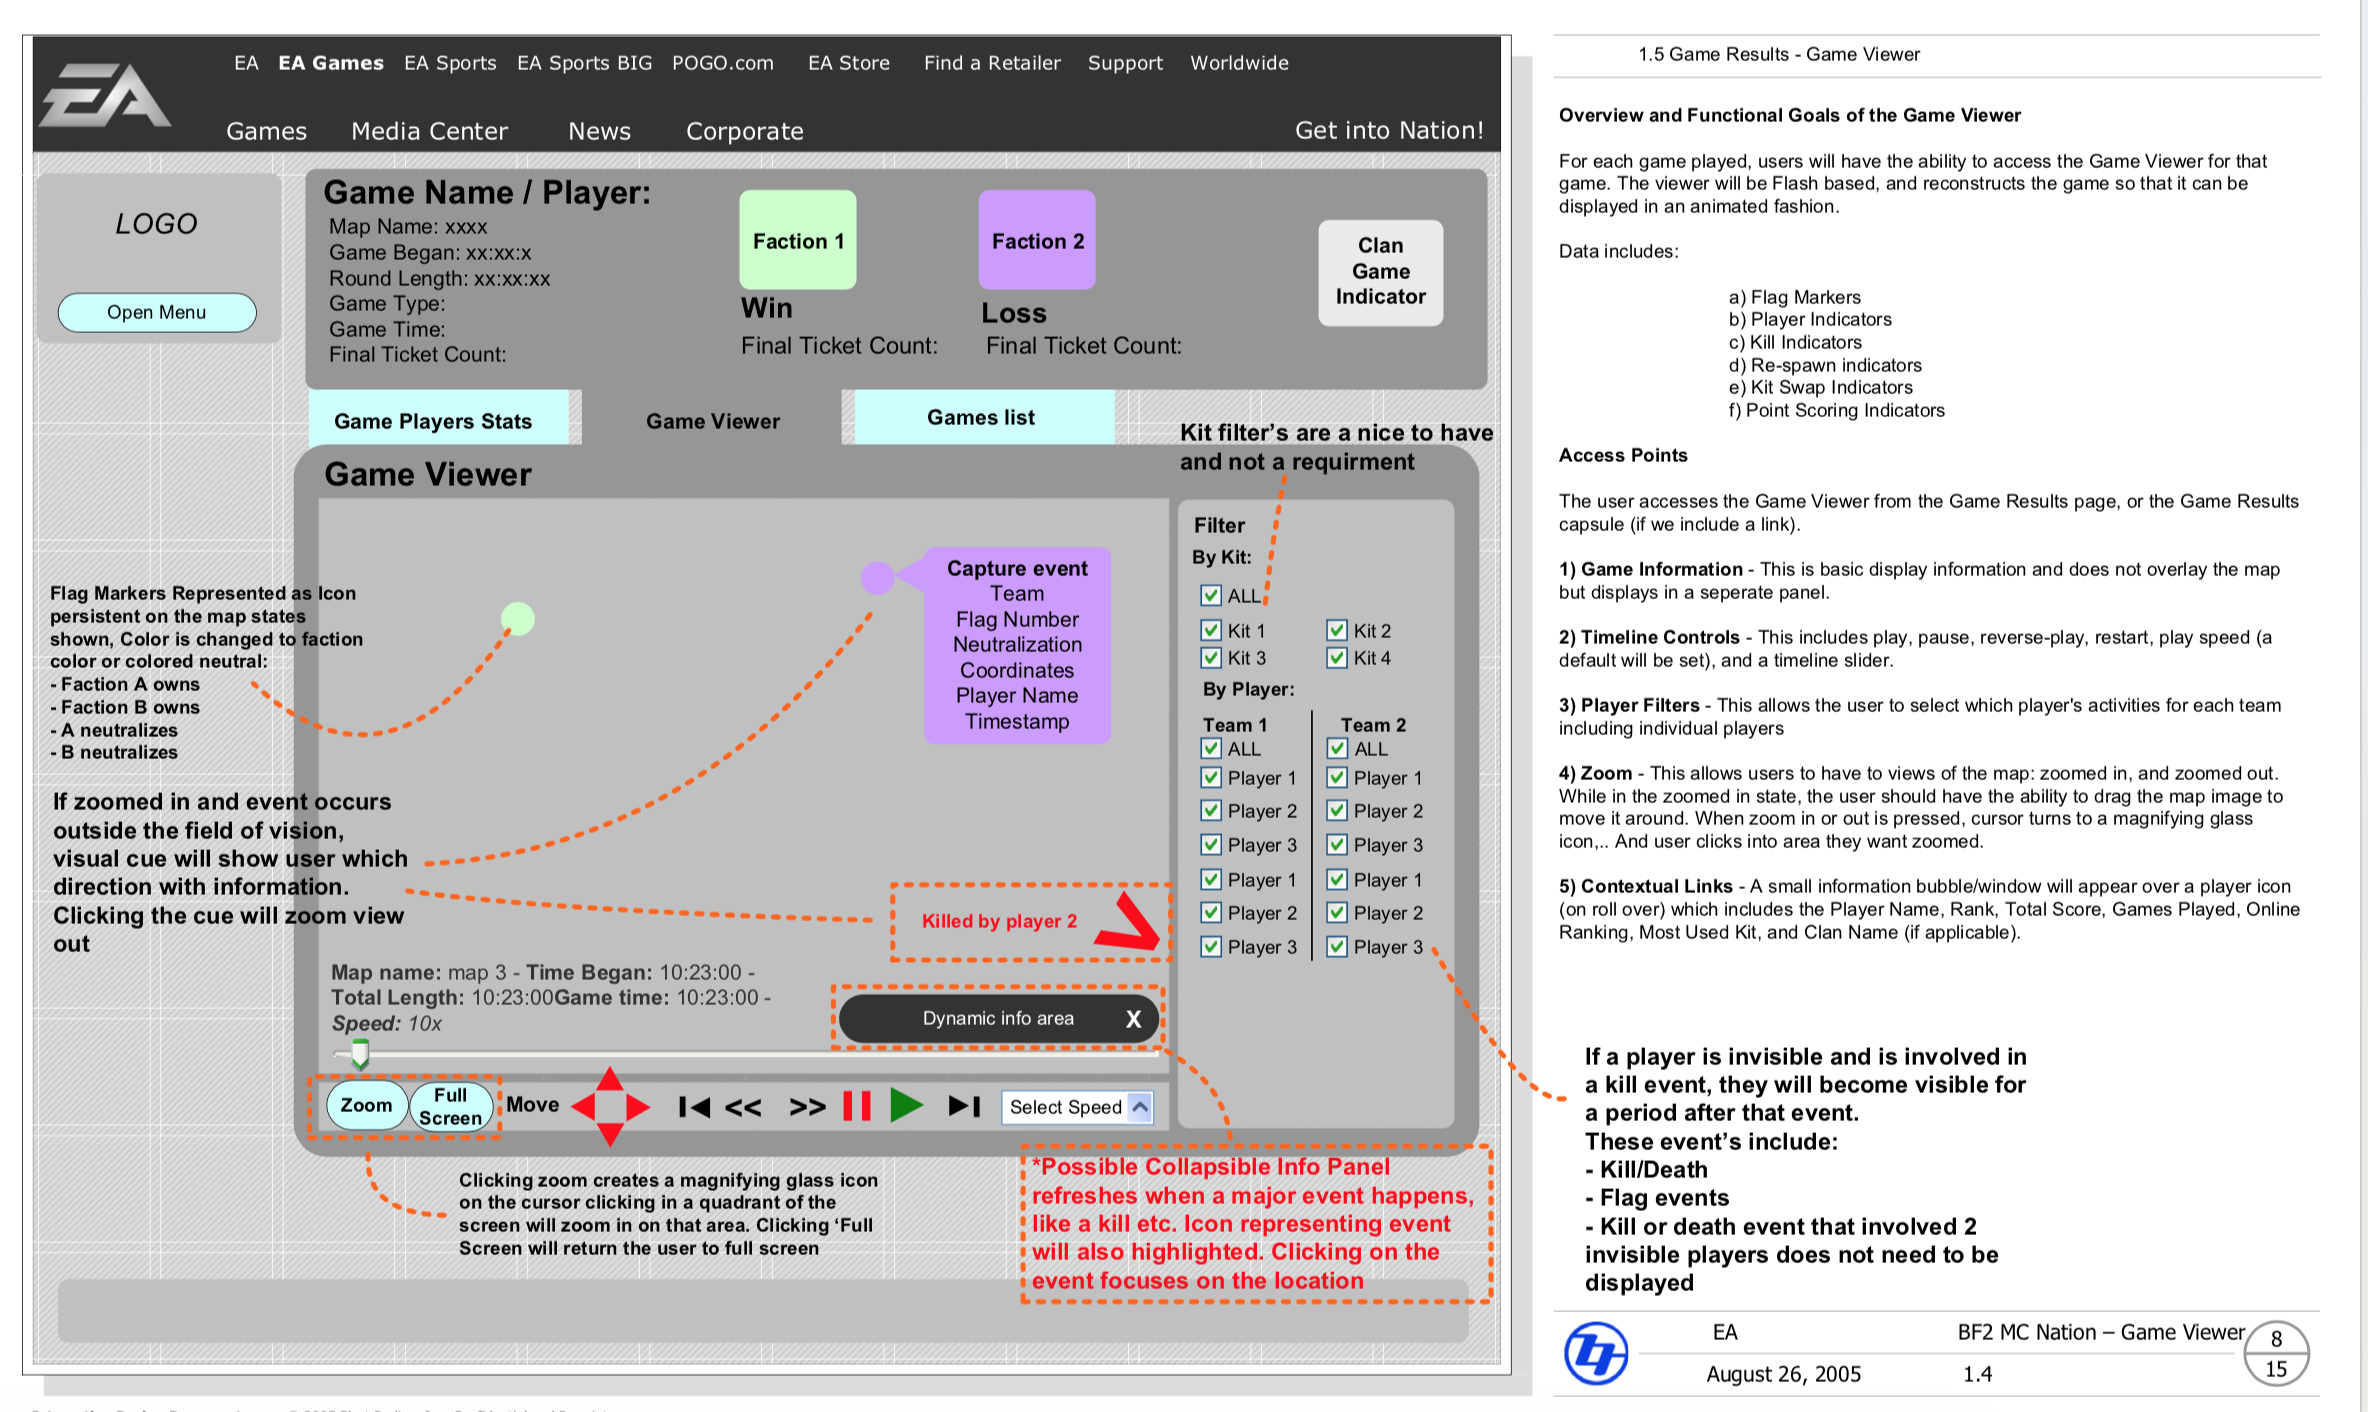 EA EA Games EA Sports EA Sports BIG POGO.com EA Store Find a Retailer Support Worldwide
EA
Games Media Center News Corporate Get into Nation!
LOGO
Open Menu
Game Name / Player:
Map Name: xxxx
Game Began: xx:xx:x
Round Length: xx:xx:xx
Game Type:
Game Time:
Final Ticket Count:
Faction 1
Win
Final Ticket Count:
Faction 2
Loss
Final Ticket Count:
Clan
Game
Indicator
Game Players Stats
Game Viewer
Games list
Kit filter's are a nice to have
and not a requirment
Game Viewer
Capture event
Team
Flag Number
Neutralization
Coordinates
Player Name
Timestamp
Flag Markers Represented as Icon
persistent on the map states
shown, Color is changed to faction
color or colored neutral:
- Faction A owns
- Faction B owns
- A neutralizes
- B neutralizes
If zoomed in and event occurs
outside the field of vision,
visual cue will show user which
direction with information.
Clicking the cue will zoom view
out
Killed by player 2
Map name: map 3 - Time Began: 10:23:00 -
Total Length: 10:23:00Game time: 10:23:00 -
Speed: 10x
Dynamic info area X
Zoom
Full
Screen
Move
<< >>
Select Speed
Filter
By Kit:
ALL
Kit 1 Kit 2
Kit 3 Kit 4
By Player:
Team 1 Team 2
ALL ALL
Player 1 Player 1
Player 2 Player 2
Player 3 Player 3
Player 1 Player 1
Player 2 Player 2
Player 3 Player 3
Clicking zoom creates a magnifying glass icon
on the cursor clicking in a quadrant of the
screen will zoom in on that area. Clicking ‘Full
Screen will return the user to full screen
*Possible Collapsible Info Panel
refreshes when a major event happens,
like a kill etc. Icon representing event
will also highlighted. Clicking on the
event focuses on the location
1.5 Game Results - Game Viewer
Overview and Functional Goals of the Game Viewer
For each game played, users will have the ability to access the Game Viewer for that
game. The viewer will be Flash based, and reconstructs the game so that it can be
displayed in an animated fashion.
Data includes:
a) Flag Markers
b) Player Indicators
c) Kill Indicators
d) Re-spawn indicators
e) Kit Swap Indicators
f) Point Scoring Indicators
Access Points
The user accesses the Game Viewer from the Game Results page, or the Game Results
capsule (if we include a link).
1) Game Information - This is basic display information and does not overlay the map
but displays in a seperate panel.
2) Timeline Controls - This includes play, pause, reverse-play, restart, play speed (a
default will be set), and a timeline slider.
3) Player Filters - This allows the user to select which player's activities for each team
including individual players
4) Zoom - This allows users to have to views of the map: zoomed in, and zoomed out.
While in the zoomed in state, the user should have the ability to drag the map image to
move it around. When zoom in or out is pressed, cursor turns to a magnifying glass
icon,.. And user clicks into area they want zoomed.
5) Contextual Links - A small information bubble/window will appear over a player icon
(on roll over) which includes the Player Name, Rank, Total Score, Games Played, Online
Ranking, Most Used Kit, and Clan Name (if applicable).
If a player is invisible and is involved in
a kill event, they will become visible for
a period after that event.
These event's include:
- Kill/Death
- Flag events
- Kill or death event that involved 2
invisible players does not need to be
displayed
EA BF2 MC Nation – Game Viewer 8
August 26, 2005 1.4 15